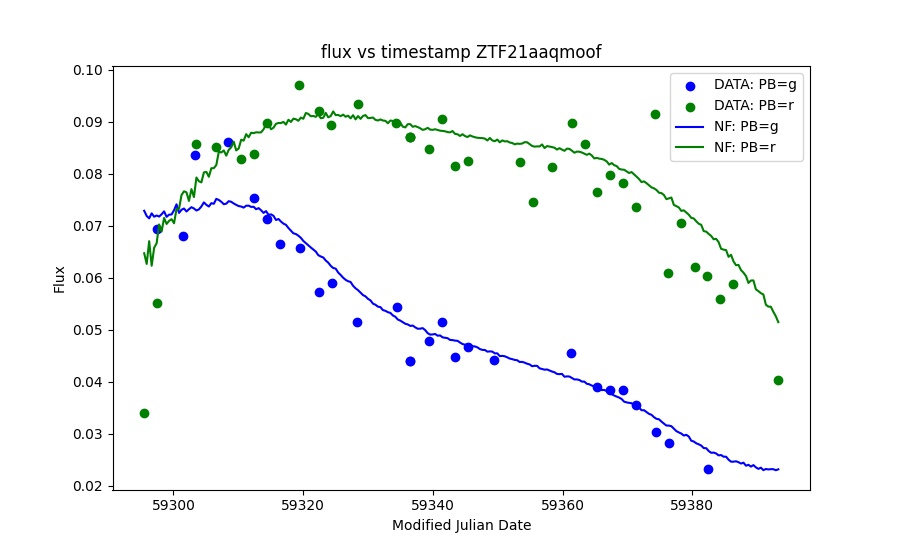 flux vs timestamp ZTF21aaqmoof
0.10
0.09
0.08
0.07
0.06
0.05
0.04
0.03
0.02
Flux
DATA: PB=g
DATA: PB=r
NF: PB=g
NF: PB=r
59300
59320
59340
59360
59380
Modified Julian Date